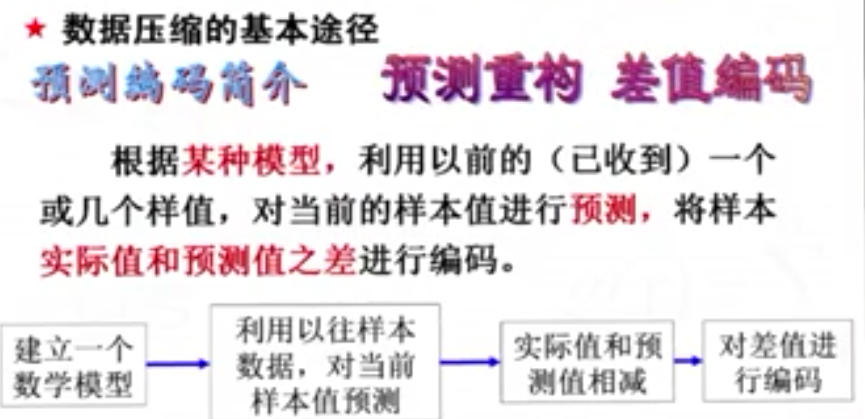 ★ 数据压缩的基本途径
预测编码简介 预测重构 差值编码
根据某种模型，利用以前的（已收到）一个
或几个样值，对当前的样本值进行预测，将样本
实际值和预测值之差进行编码。
建立一个
数学模型
利用以往样本
数据，对当前
样本值预测
实际值和预
测值相减
对差值进
行编码